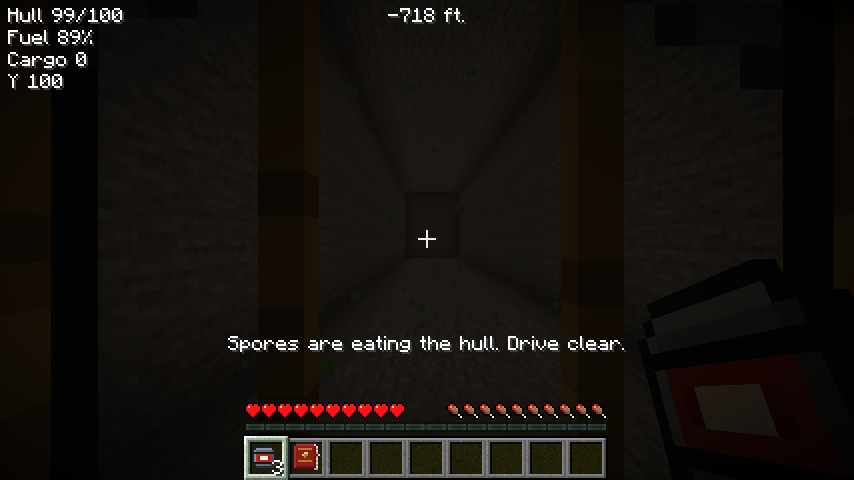 Hull 99/100
-718 ft.
Fuel 89%
Cargo 0
Y 100
Spores are eating the hull. Drive clear.
3